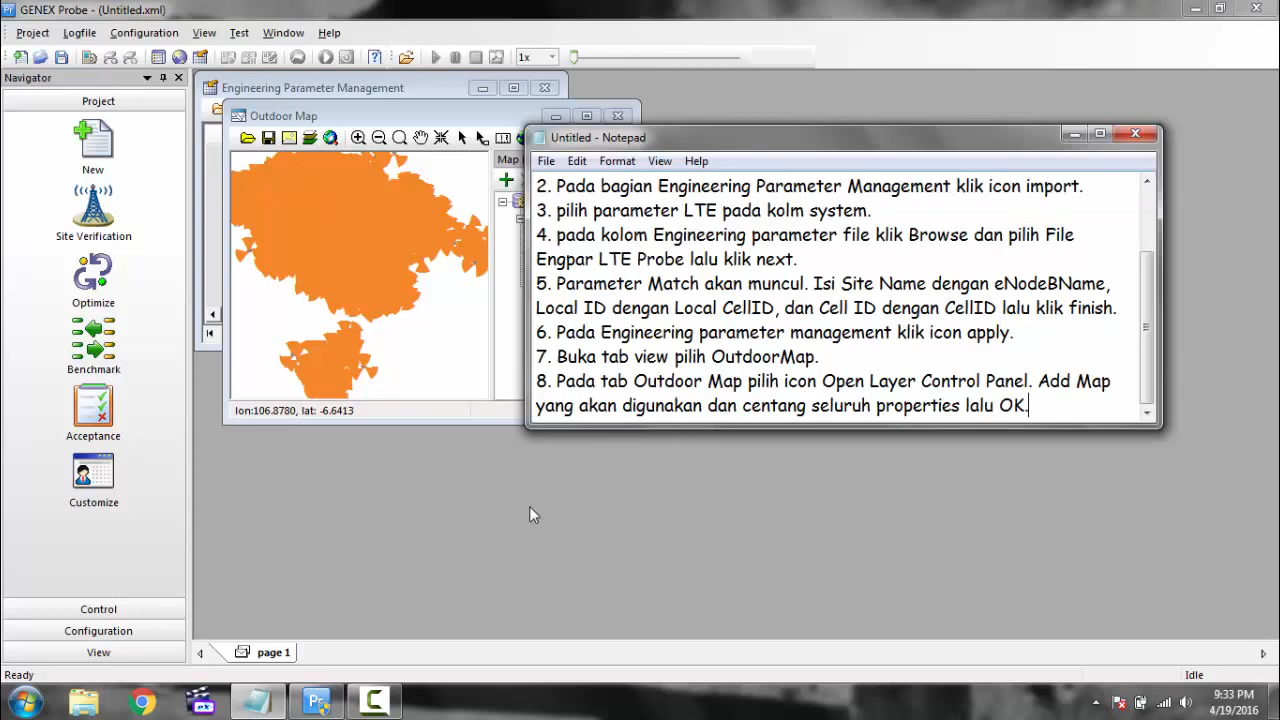 GENEX Probe - (Untitled.xml)
Project Logfile Configuration View Test Window Help
1x
Navigator
Project
New
Site Verification
Optimize
Benchmark
Acceptance
Customize
Control
Configuration
View
Engineering Parameter Management
Outdoor Map
Map
lon:106.8780, lat: -6.6413
Untitled - Notepad
File Edit Format View Help
2. Pada bagian Engineering Parameter Management klik icon import.
3. pilih parameter LTE pada kolm system.
4. pada kolom Engineering parameter file klik Browse dan pilih File
Engpar LTE Probe lalu klik next.
5. Parameter Match akan muncul. Isi Site Name dengan eNodeBName,
Local ID dengan Local CellID, dan Cell ID dengan CellID lalu klik finish.
6. Pada Engineering parameter management klik icon apply.
7. Buka tab view pilih OutdoorMap.
8. Pada tab Outdoor Map pilih icon Open Layer Control Panel. Add Map
yang akan digunakan dan centang seluruh properties lalu OK.
page 1
Ready
Idle
9:33 PM
4/19/2016